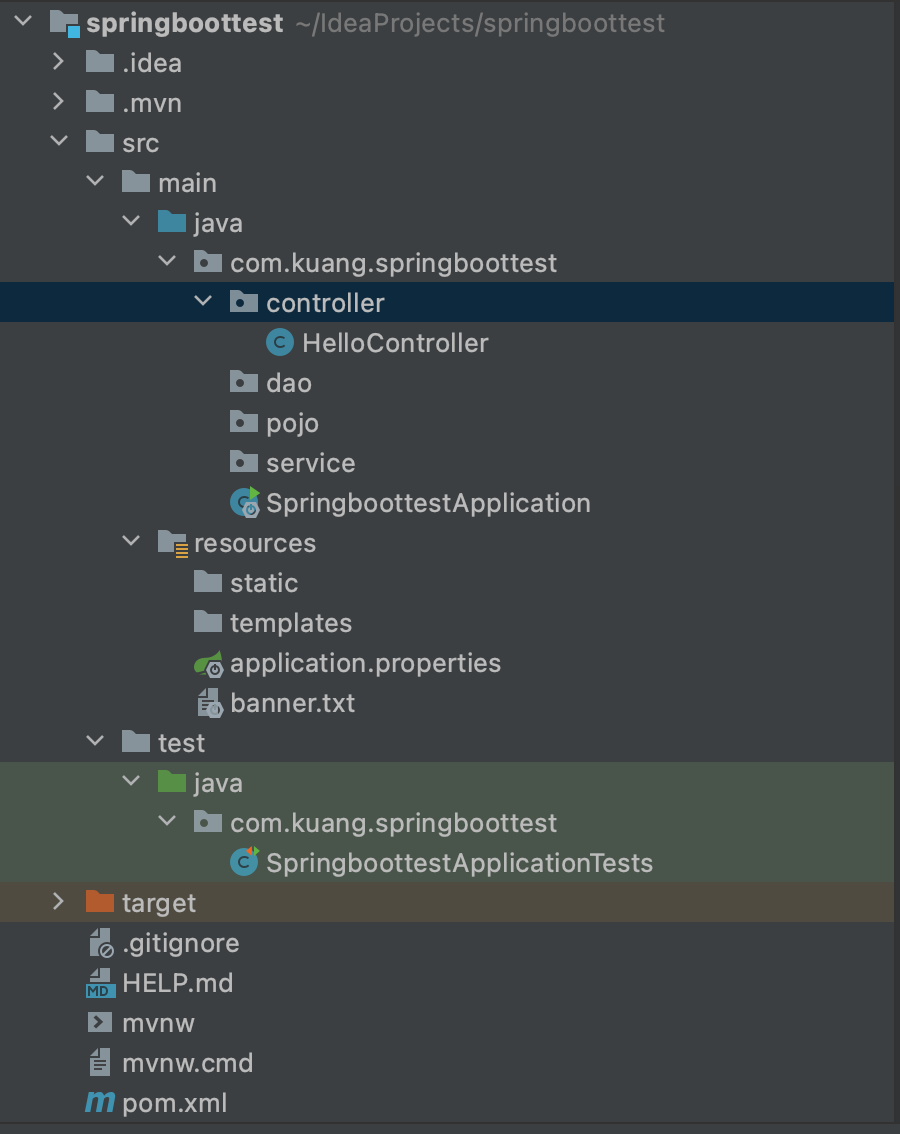 springboottest ~/IdeaProjects/springboottest
.idea
.mvn
src
main
java
com.kuang.springboottest
controller
C HelloController
dao
pojo
service
C SpringboottestApplication
resources
static
templates
application.properties
banner.txt
test
java
com.kuang.springboottest
C SpringboottestApplicationTests
target
.gitignore
MD HELP.md
mvnw
mvnw.cmd
m pom.xml